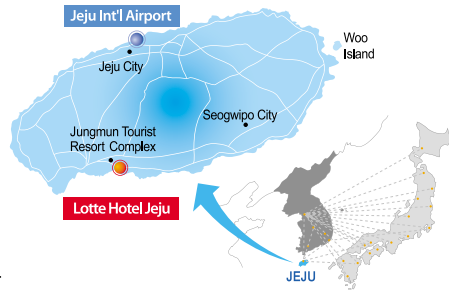 Jeju Int'l Airport
Jeju City
Woo
Island
Seogwipo City
Jungmun Tourist
Resort Complex
Lotte Hotel Jeju
JEJU